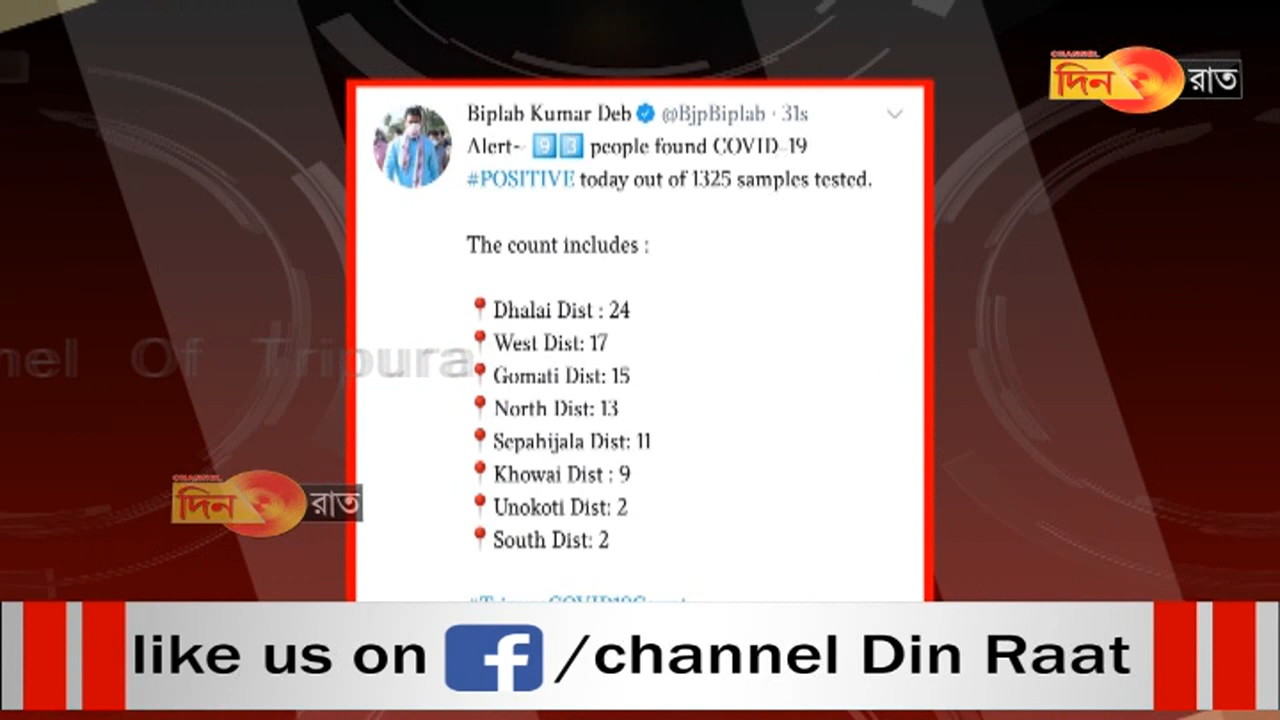 CHANNEL
দিন রাত
Biplab Kumar Deb @BjpBiplab · 31s
Alert- 93 people found COVID-19
#POSITIVE today out of 1325 samples tested.
The count includes :
Dhalai Dist : 24
West Dist: 17
nel Of Tripura
Gomati Dist: 15
North Dist: 13
Sepahijala Dist: 11
Khowai Dist : 9
CHANNEL
দিন রাত
Unokoti Dist: 2
South Dist: 2
#TripuraCOVID19Count
like us on f /channel Din Raat